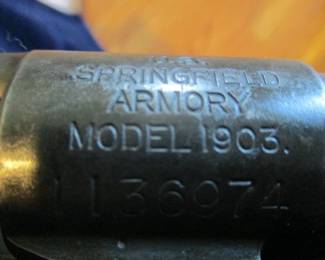 U.S.
SPRINGFIELD
ARMORY
MODEL 1903.
1136974